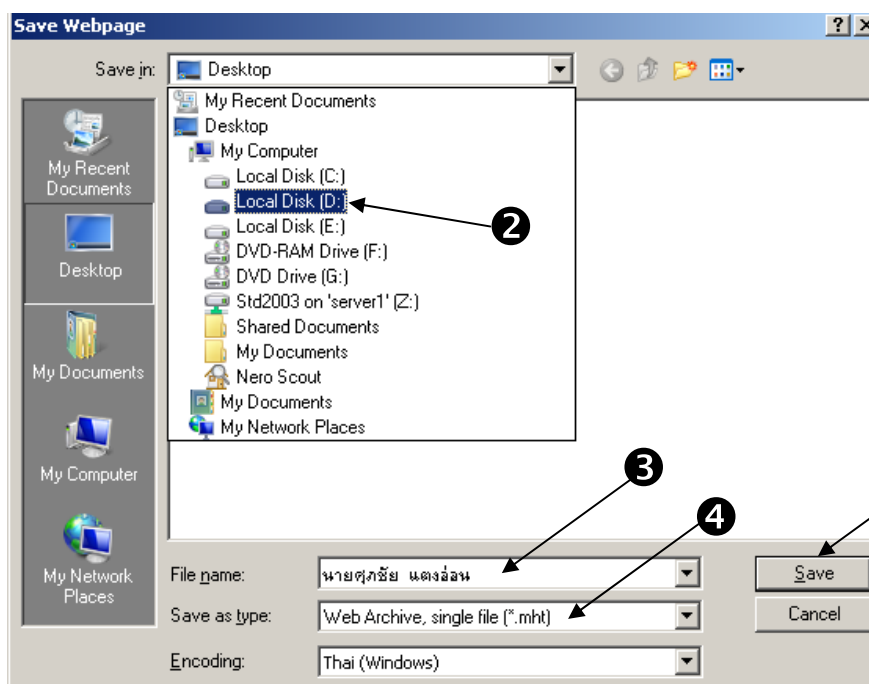 Save Webpage
Save in: Desktop
My Recent Documents
Desktop
My Computer
Local Disk (C:)
Local Disk (D:)
Local Disk (E:)
DVD-RAM Drive (F:)
DVD Drive (G:)
Std2003 on 'server1' (Z:)
Shared Documents
My Documents
Nero Scout
My Documents
My Network Places
My Recent
Documents
Desktop
My Documents
My Computer
My Network
Places
❷
❸
❹
File name: นายศุภชัย แตงอ่อน Save
Save as type: Web Archive, single file (*.mht) Cancel
Encoding: Thai (Windows)